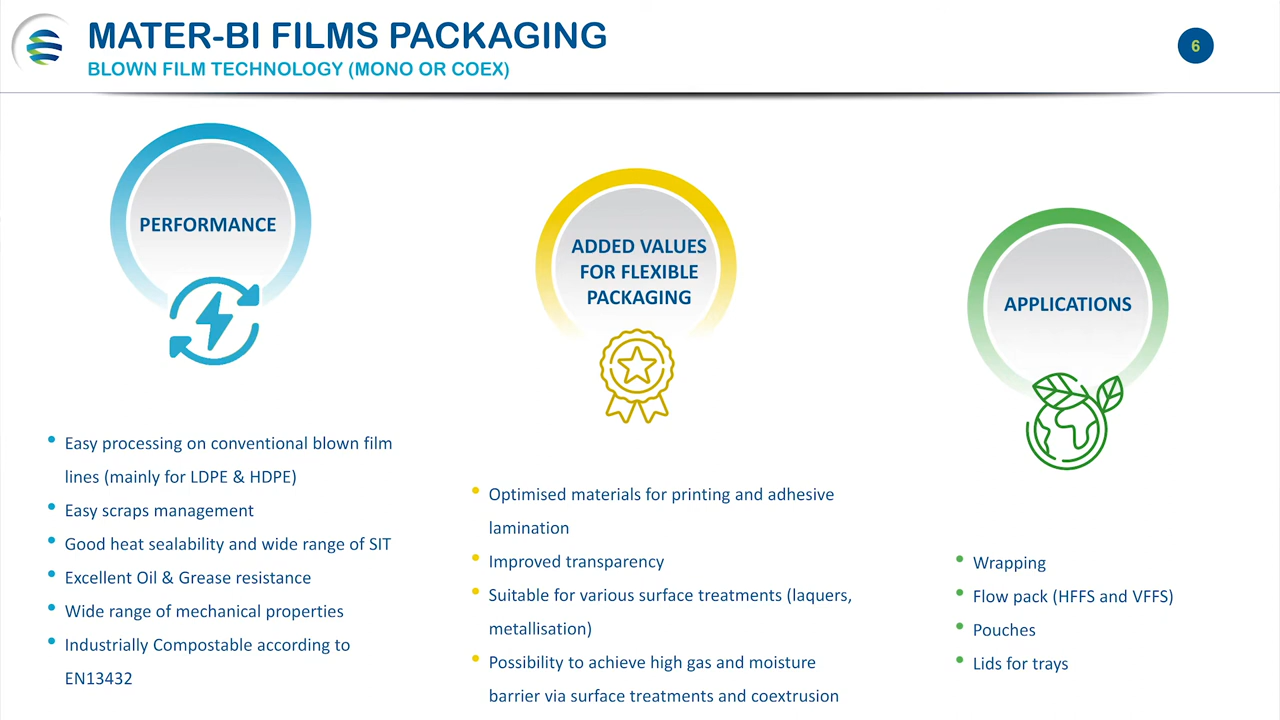 MATER-BI FILMS PACKAGING
BLOWN FILM TECHNOLOGY (MONO OR COEX)
6
PERFORMANCE
• Easy processing on conventional blown film
lines (mainly for LDPE & HDPE)
• Easy scraps management
• Good heat sealability and wide range of SIT
• Excellent Oil & Grease resistance
• Wide range of mechanical properties
• Industrially Compostable according to
EN13432
ADDED VALUES
FOR FLEXIBLE
PACKAGING
• Optimised materials for printing and adhesive
lamination
• Improved transparency
• Suitable for various surface treatments (laquers,
metallisation)
• Possibility to achieve high gas and moisture
barrier via surface treatments and coextrusion
APPLICATIONS
• Wrapping
• Flow pack (HFFS and VFFS)
• Pouches
• Lids for trays